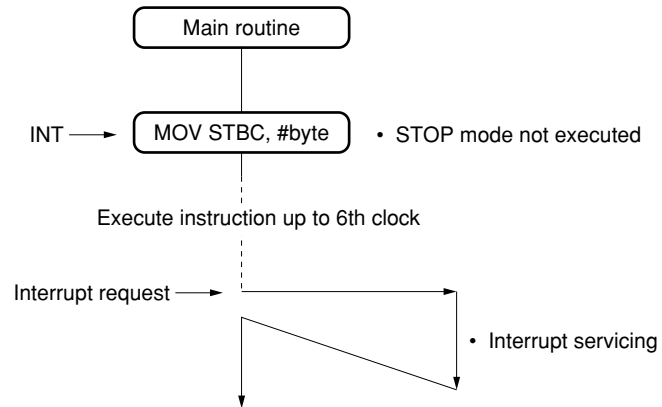 Main routine
INT
MOV STBC, #byte
• STOP mode not executed
Execute instruction up to 6th clock
Interrupt request
• Interrupt servicing